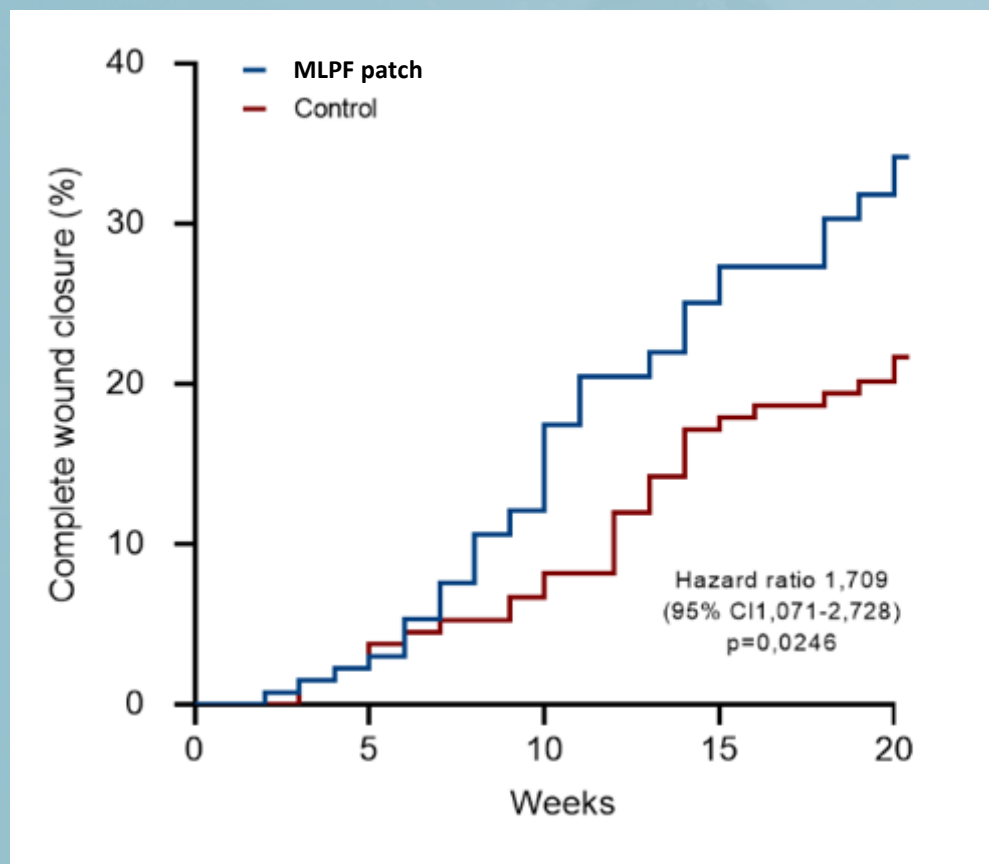 40
MLPF patch
Control
30
20
10
0
Complete wound closure (%)
Hazard ratio 1,709
(95% CI1,071-2,728)
p=0,0246
0 5 10 15 20
Weeks